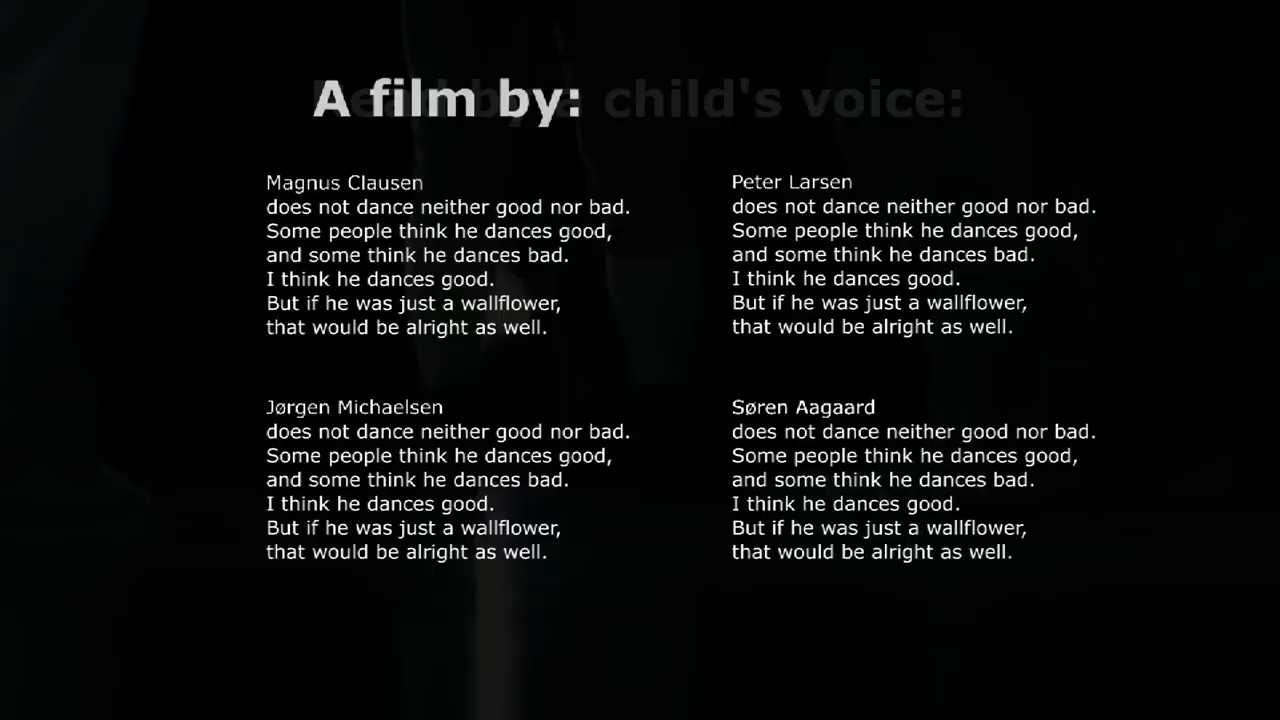 A film by:
child's voice:
Magnus Clausen
does not dance neither good nor bad.
Some people think he dances good,
and some think he dances bad.
I think he dances good.
But if he was just a wallflower,
that would be alright as well.
Peter Larsen
does not dance neither good nor bad.
Some people think he dances good,
and some think he dances bad.
I think he dances good.
But if he was just a wallflower,
that would be alright as well.
Jørgen Michaelsen
does not dance neither good nor bad.
Some people think he dances good,
and some think he dances bad.
I think he dances good.
But if he was just a wallflower,
that would be alright as well.
Søren Aagaard
does not dance neither good nor bad.
Some people think he dances good,
and some think he dances bad.
I think he dances good.
But if he was just a wallflower,
that would be alright as well.